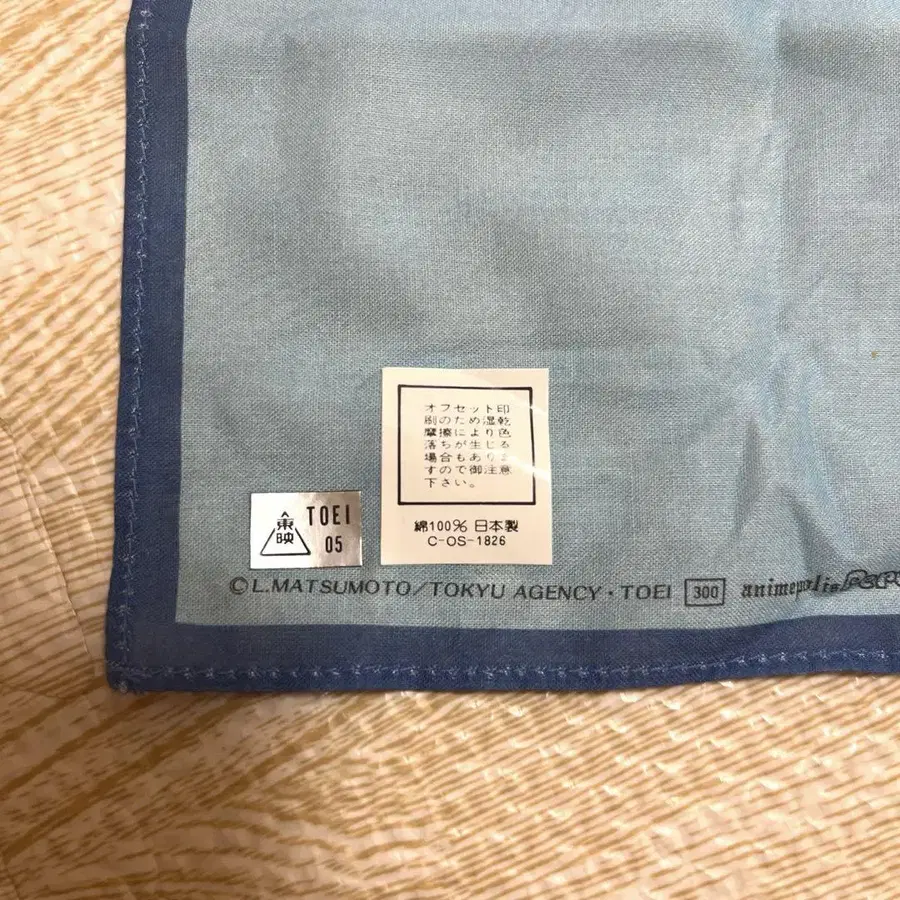 オフセット印
刷のため湿乾
摩擦により色
落ちが生じる
場合もありま
すので御注意
下さい。
綿100% 日本製
C-OS-1826
東映 TOEI
05
©L.MATSUMOTO/TOKYU AGENCY・TOEI 300 animepolis